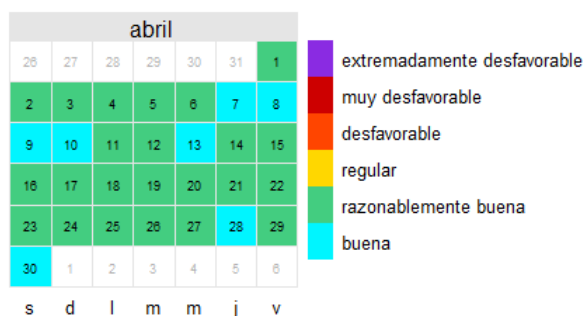 abril
26 27 28 29 30 31 1
2 3 4 5 6 7 8
9 10 11 12 13 14 15
16 17 18 19 20 21 22
23 24 25 26 27 28 29
30 1 2 3 4 5 6
s d l m m j v
extremadamente desfavorable
muy desfavorable
desfavorable
regular
razonablemente buena
buena